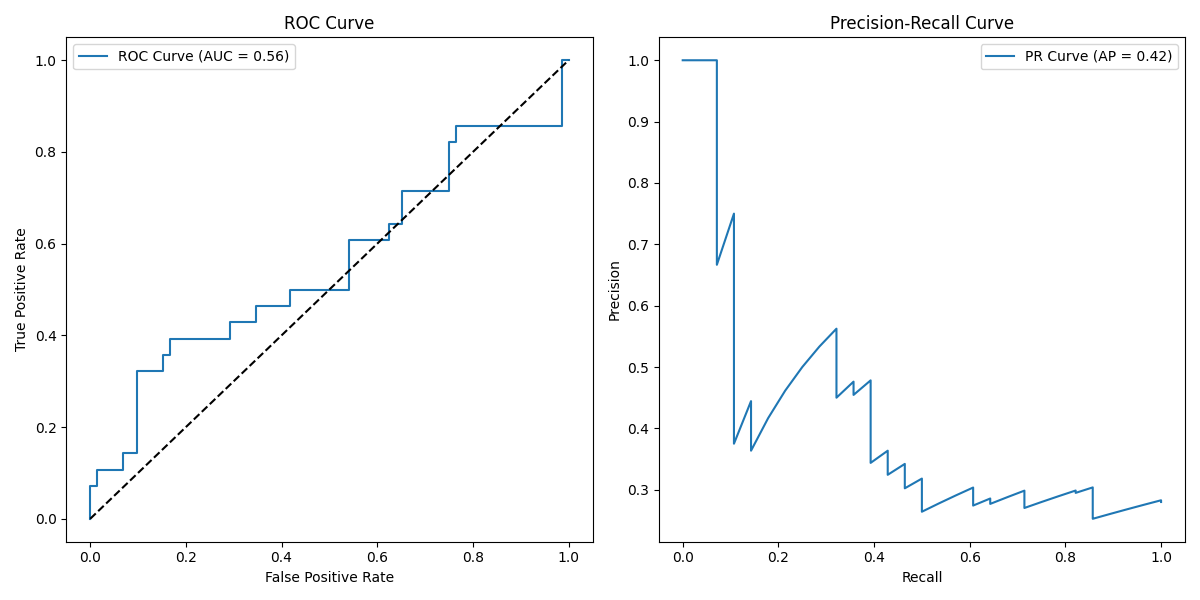 ROC Curve
ROC Curve (AUC = 0.56)
1.0
0.8
0.6
0.4
0.2
0.0
True Positive Rate
0.0 0.2 0.4 0.6 0.8 1.0
False Positive Rate
Precision-Recall Curve
PR Curve (AP = 0.42)
1.0
0.9
0.8
0.7
0.6
0.5
0.4
0.3
Precision
0.0 0.2 0.4 0.6 0.8 1.0
Recall